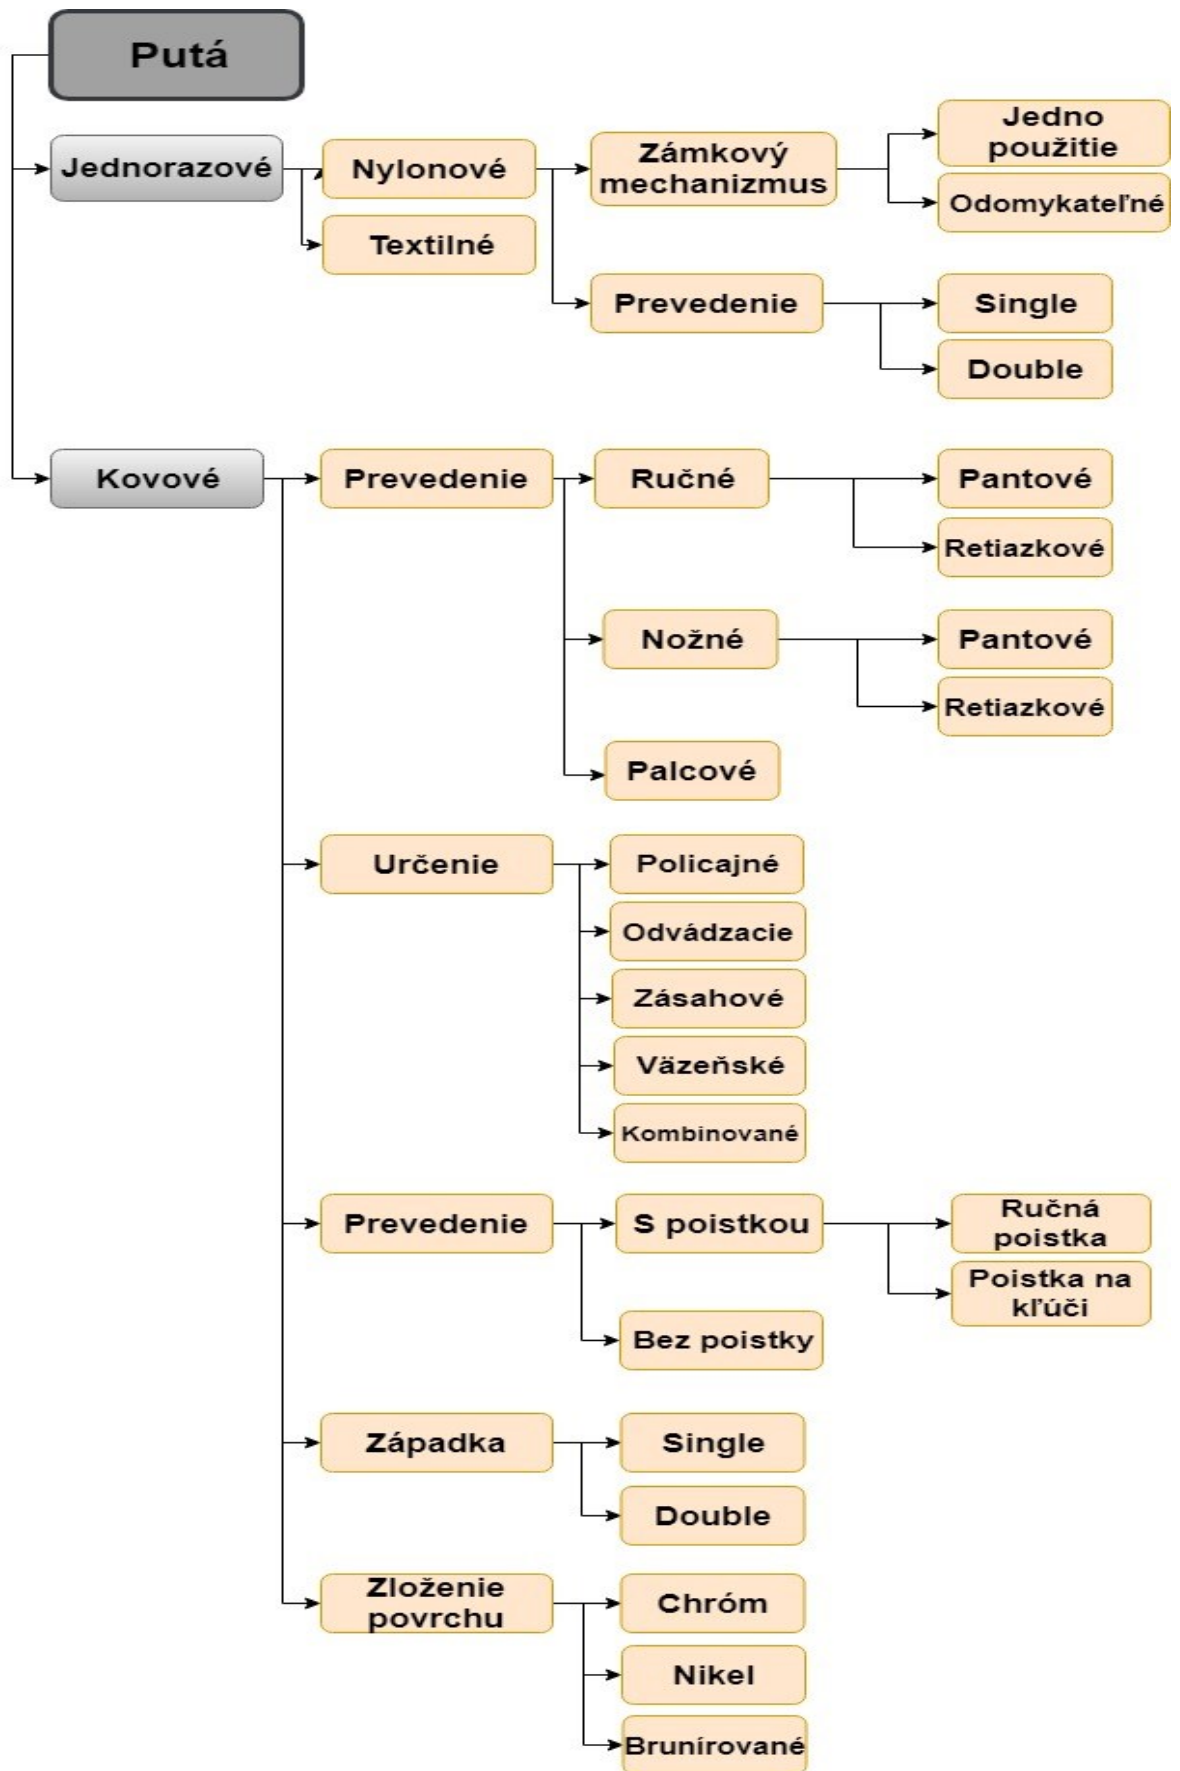 Putá
Jednorazové
Nylonové
Zámkový
mechanizmus
Jedno
použitie
Odomykateľné
Textilné
Prevedenie
Single
Double
Kovové
Prevedenie
Ručné
Pantové
Retiazkové
Nožné
Pantové
Retiazkové
Palcové
Určenie
Policajné
Odvádzacie
Zásahové
Väzeňské
Kombinované
Prevedenie
S poistkou
Ručná
poistka
Poistka na
kľúči
Bez poistky
Západka
Single
Double
Zloženie
povrchu
Chróm
Nikel
Brunírované